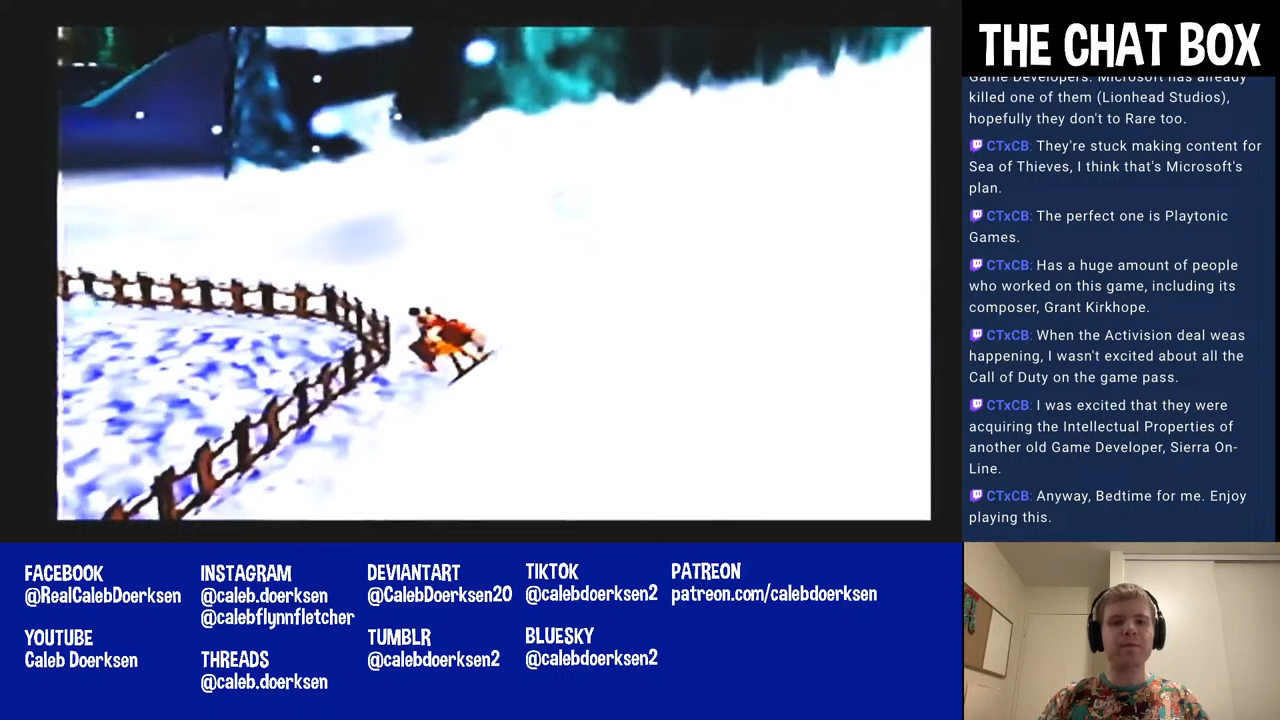 THE CHAT BOX
Game Developers. Microsoft has already
killed one of them (Lionhead Studios),
hopefully they don't to Rare too.
CTxCB: They're stuck making content for
Sea of Thieves, I think that's Microsoft's
plan.
CTxCB: The perfect one is Playtonic
Games.
CTxCB: Has a huge amount of people
who worked on this game, including its
composer, Grant Kirkhope.
CTxCB: When the Activision deal weas
happening, I wasn't excited about all the
Call of Duty on the game pass.
CTxCB: I was excited that they were
acquiring the Intellectual Properties of
another old Game Developer, Sierra On-
Line.
CTxCB: Anyway, Bedtime for me. Enjoy
playing this.
FACEBOOK
@RealCalebDoerksen
YOUTUBE
Caleb Doerksen
INSTAGRAM
@caleb.doerksen
@calebflynnfletcher
THREADS
@caleb.doerksen
DEVIANTART
@CalebDoerksen20
TUMBLR
@calebdoerksen2
TIKTOK
@calebdoerksen2
BLUESKY
@calebdoerksen2
PATREON
patreon.com/calebdoerksen